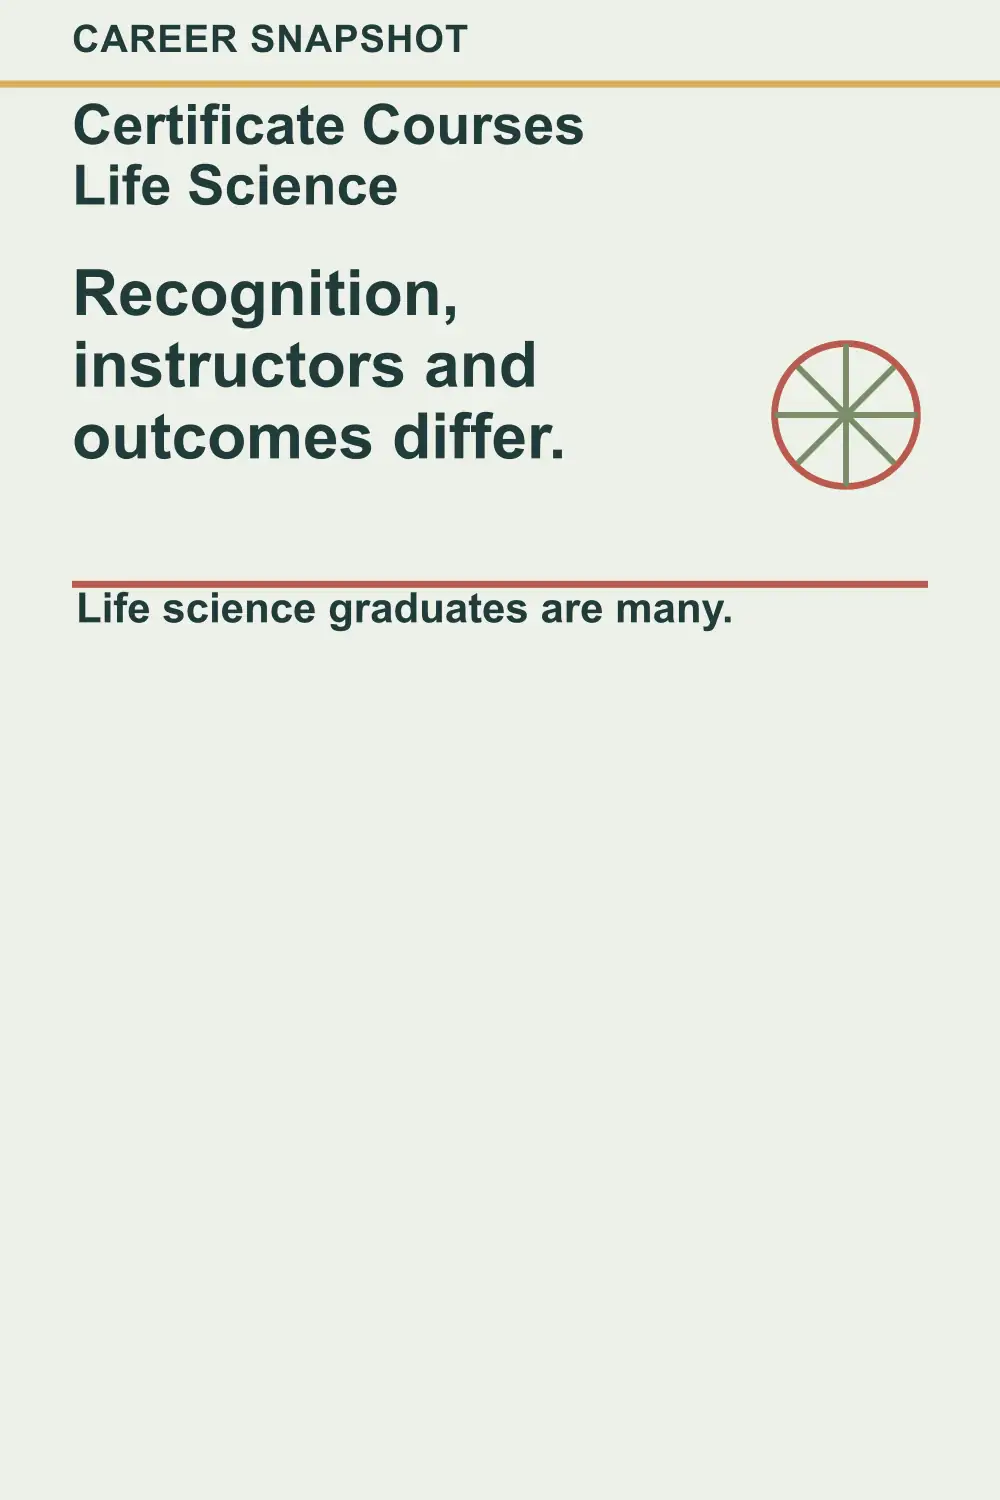 CAREER SNAPSHOT
Certificate Courses
Life Science
Recognition,
instructors and
outcomes differ.
Life science graduates are many.